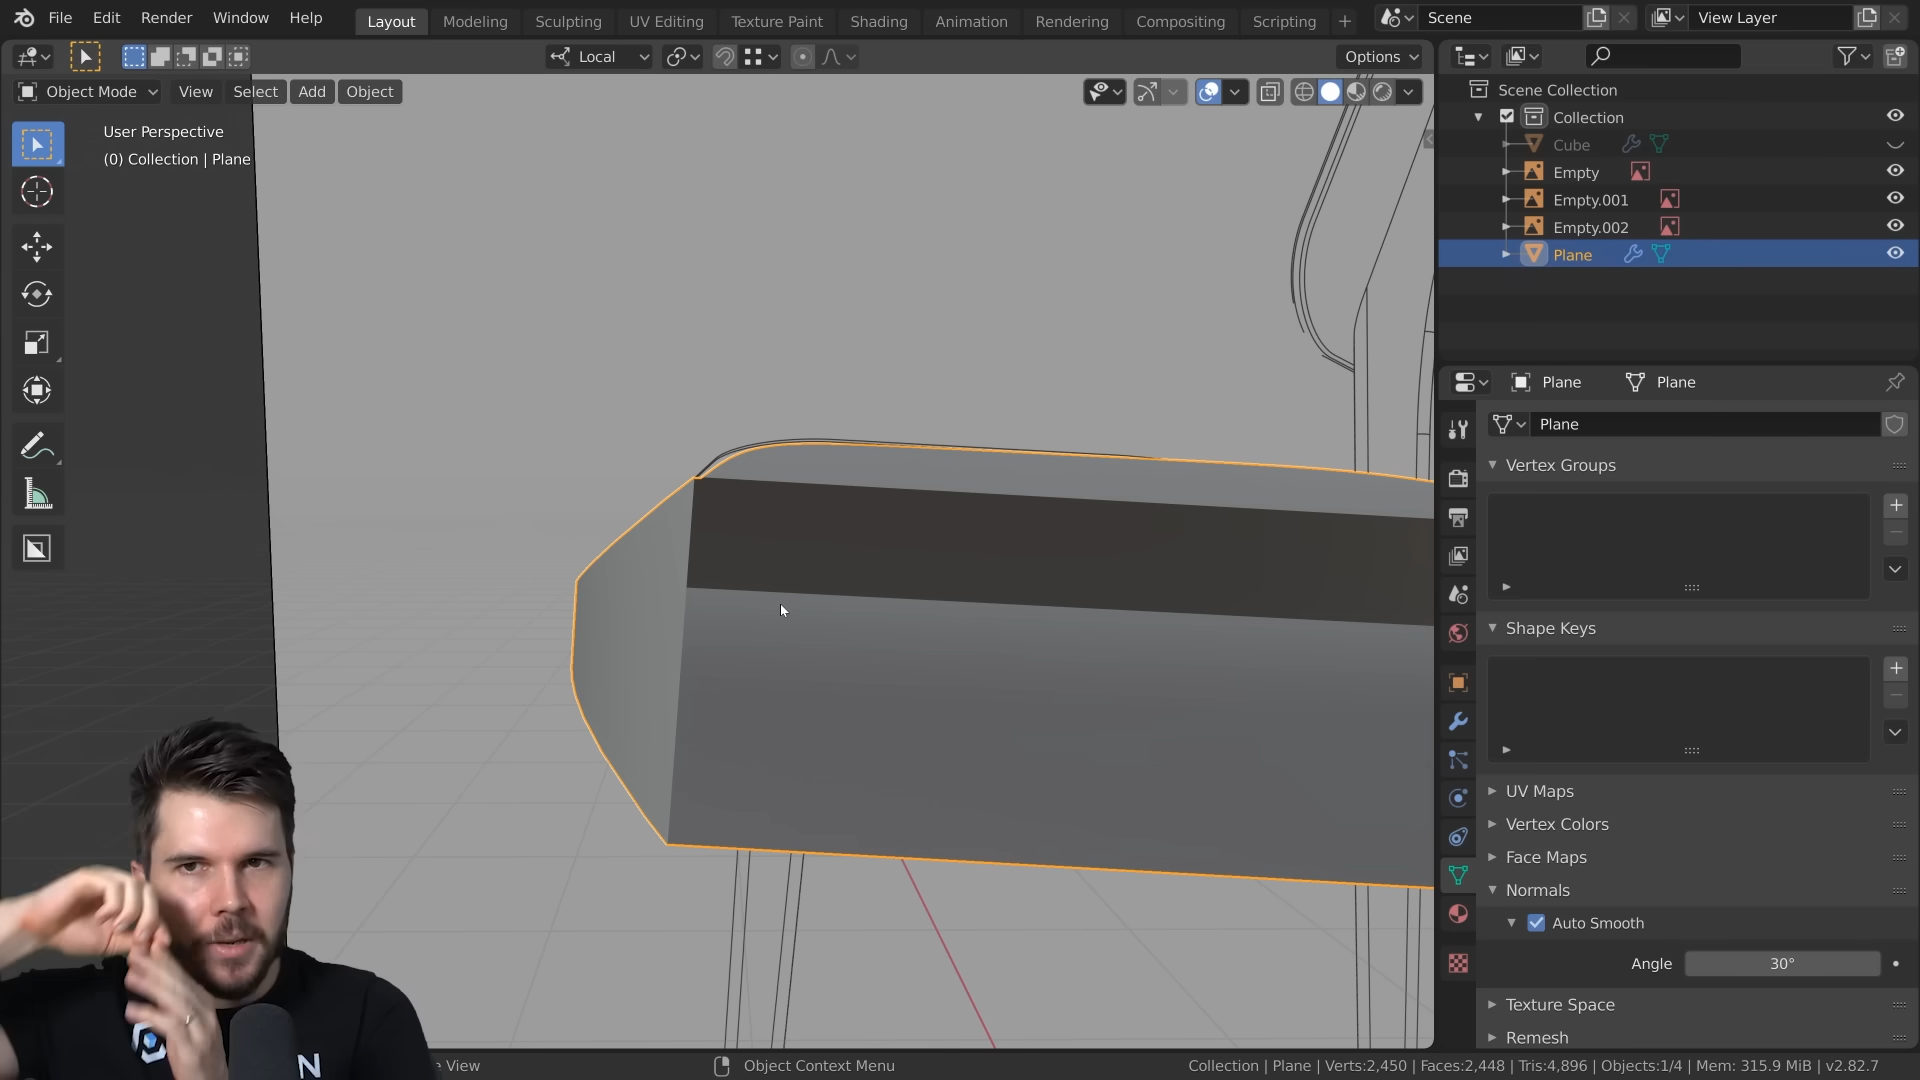 File Edit Render Window Help
Layout Modeling Sculpting UV Editing Texture Paint Shading Animation Rendering Compositing Scripting +
Scene
View Layer
Local
Options
Object Mode View Select Add Object
User Perspective
(0) Collection | Plane
Scene Collection
Collection
Cube
Empty
Empty.001
Empty.002
Plane
Plane Plane
Plane
Vertex Groups
Shape Keys
UV Maps
Vertex Colors
Face Maps
Normals
Auto Smooth
Angle 30°
Texture Space
Remesh
N
e View
Object Context Menu
Collection | Plane | Verts:2,450 | Faces:2,448 | Tris:4,896 | Objects:1/4 | Mem: 315.9 MiB | v2.82.7